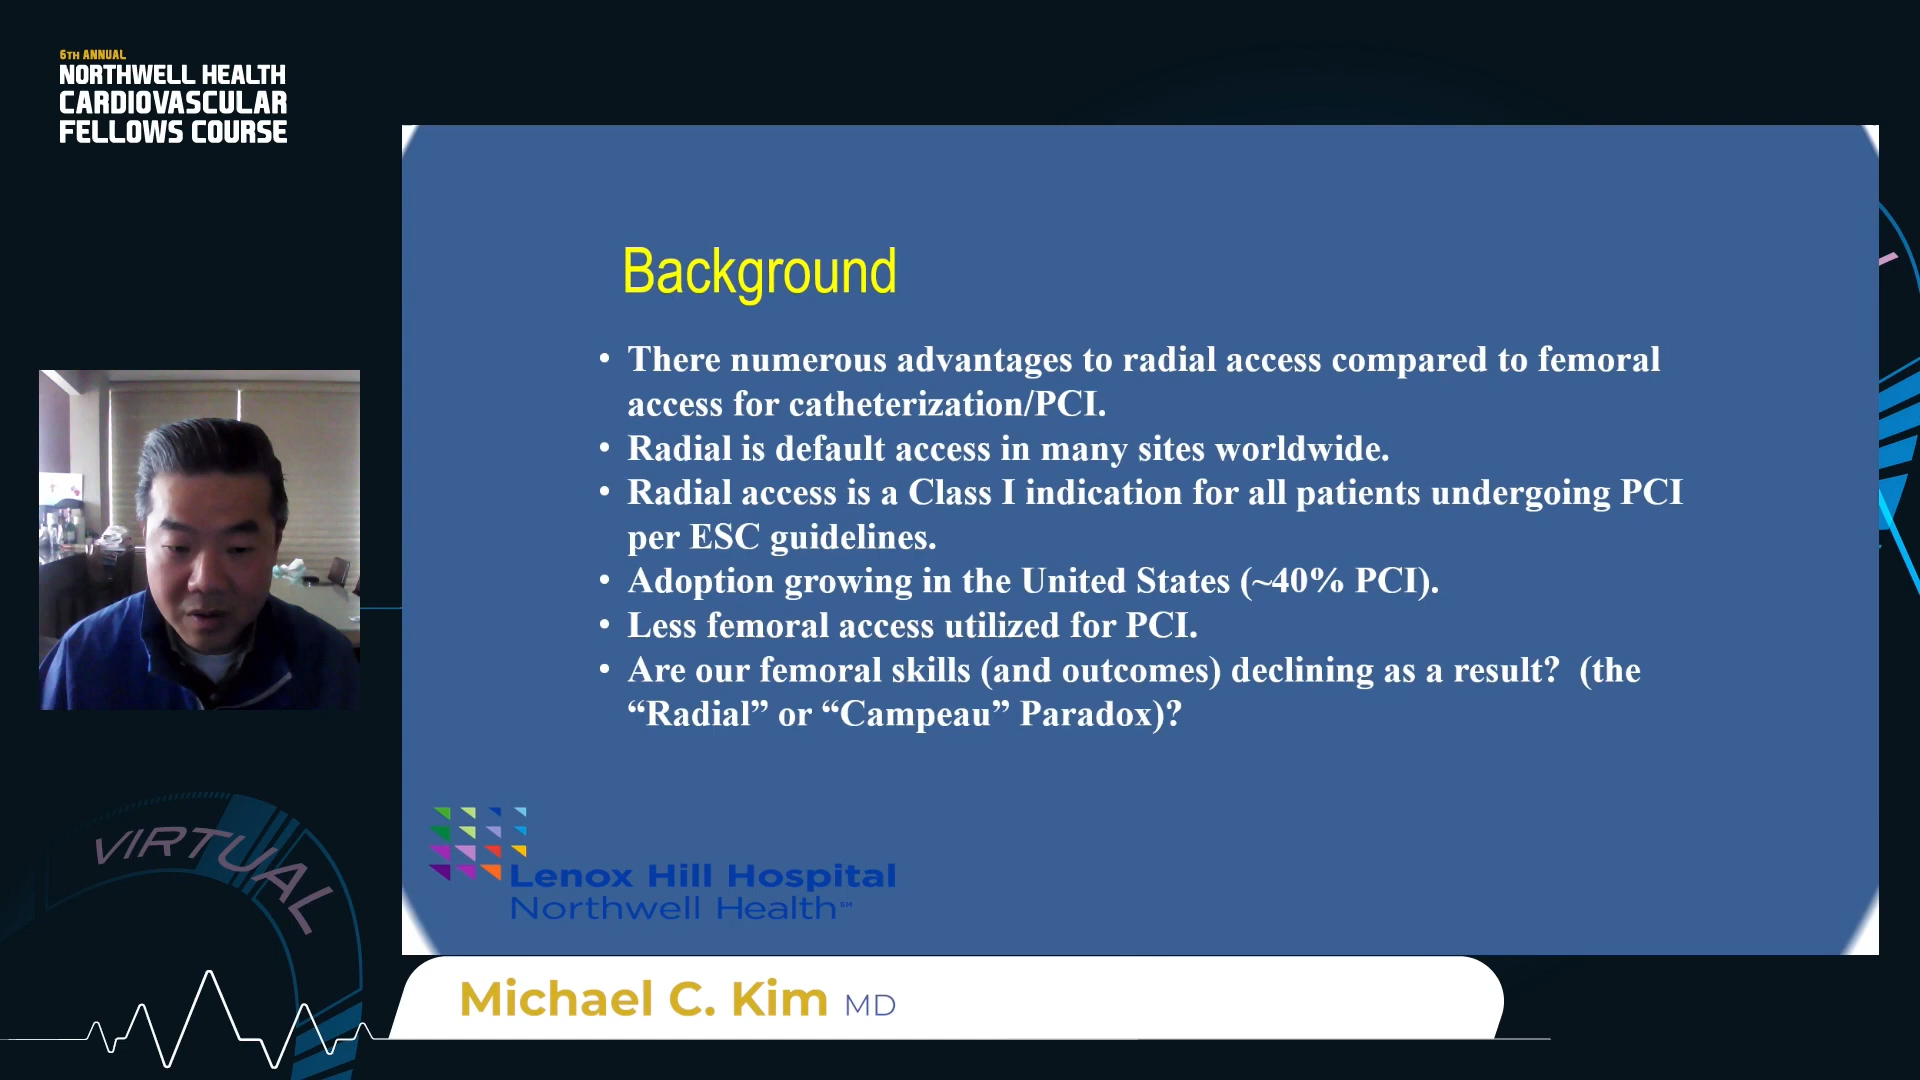 6TH ANNUAL
NORTHWELL HEALTH
CARDIOVASCULAR
FELLOWS COURSE
Background
• There numerous advantages to radial access compared to femoral
access for catheterization/PCI.
• Radial is default access in many sites worldwide.
• Radial access is a Class I indication for all patients undergoing PCI
per ESC guidelines.
• Adoption growing in the United States (~40% PCI).
• Less femoral access utilized for PCI.
• Are our femoral skills (and outcomes) declining as a result?  (the
“Radial” or “Campeau” Paradox)?
Lenox Hill Hospital
Northwell Health℠
VIRTUAL
Michael C. Kim MD